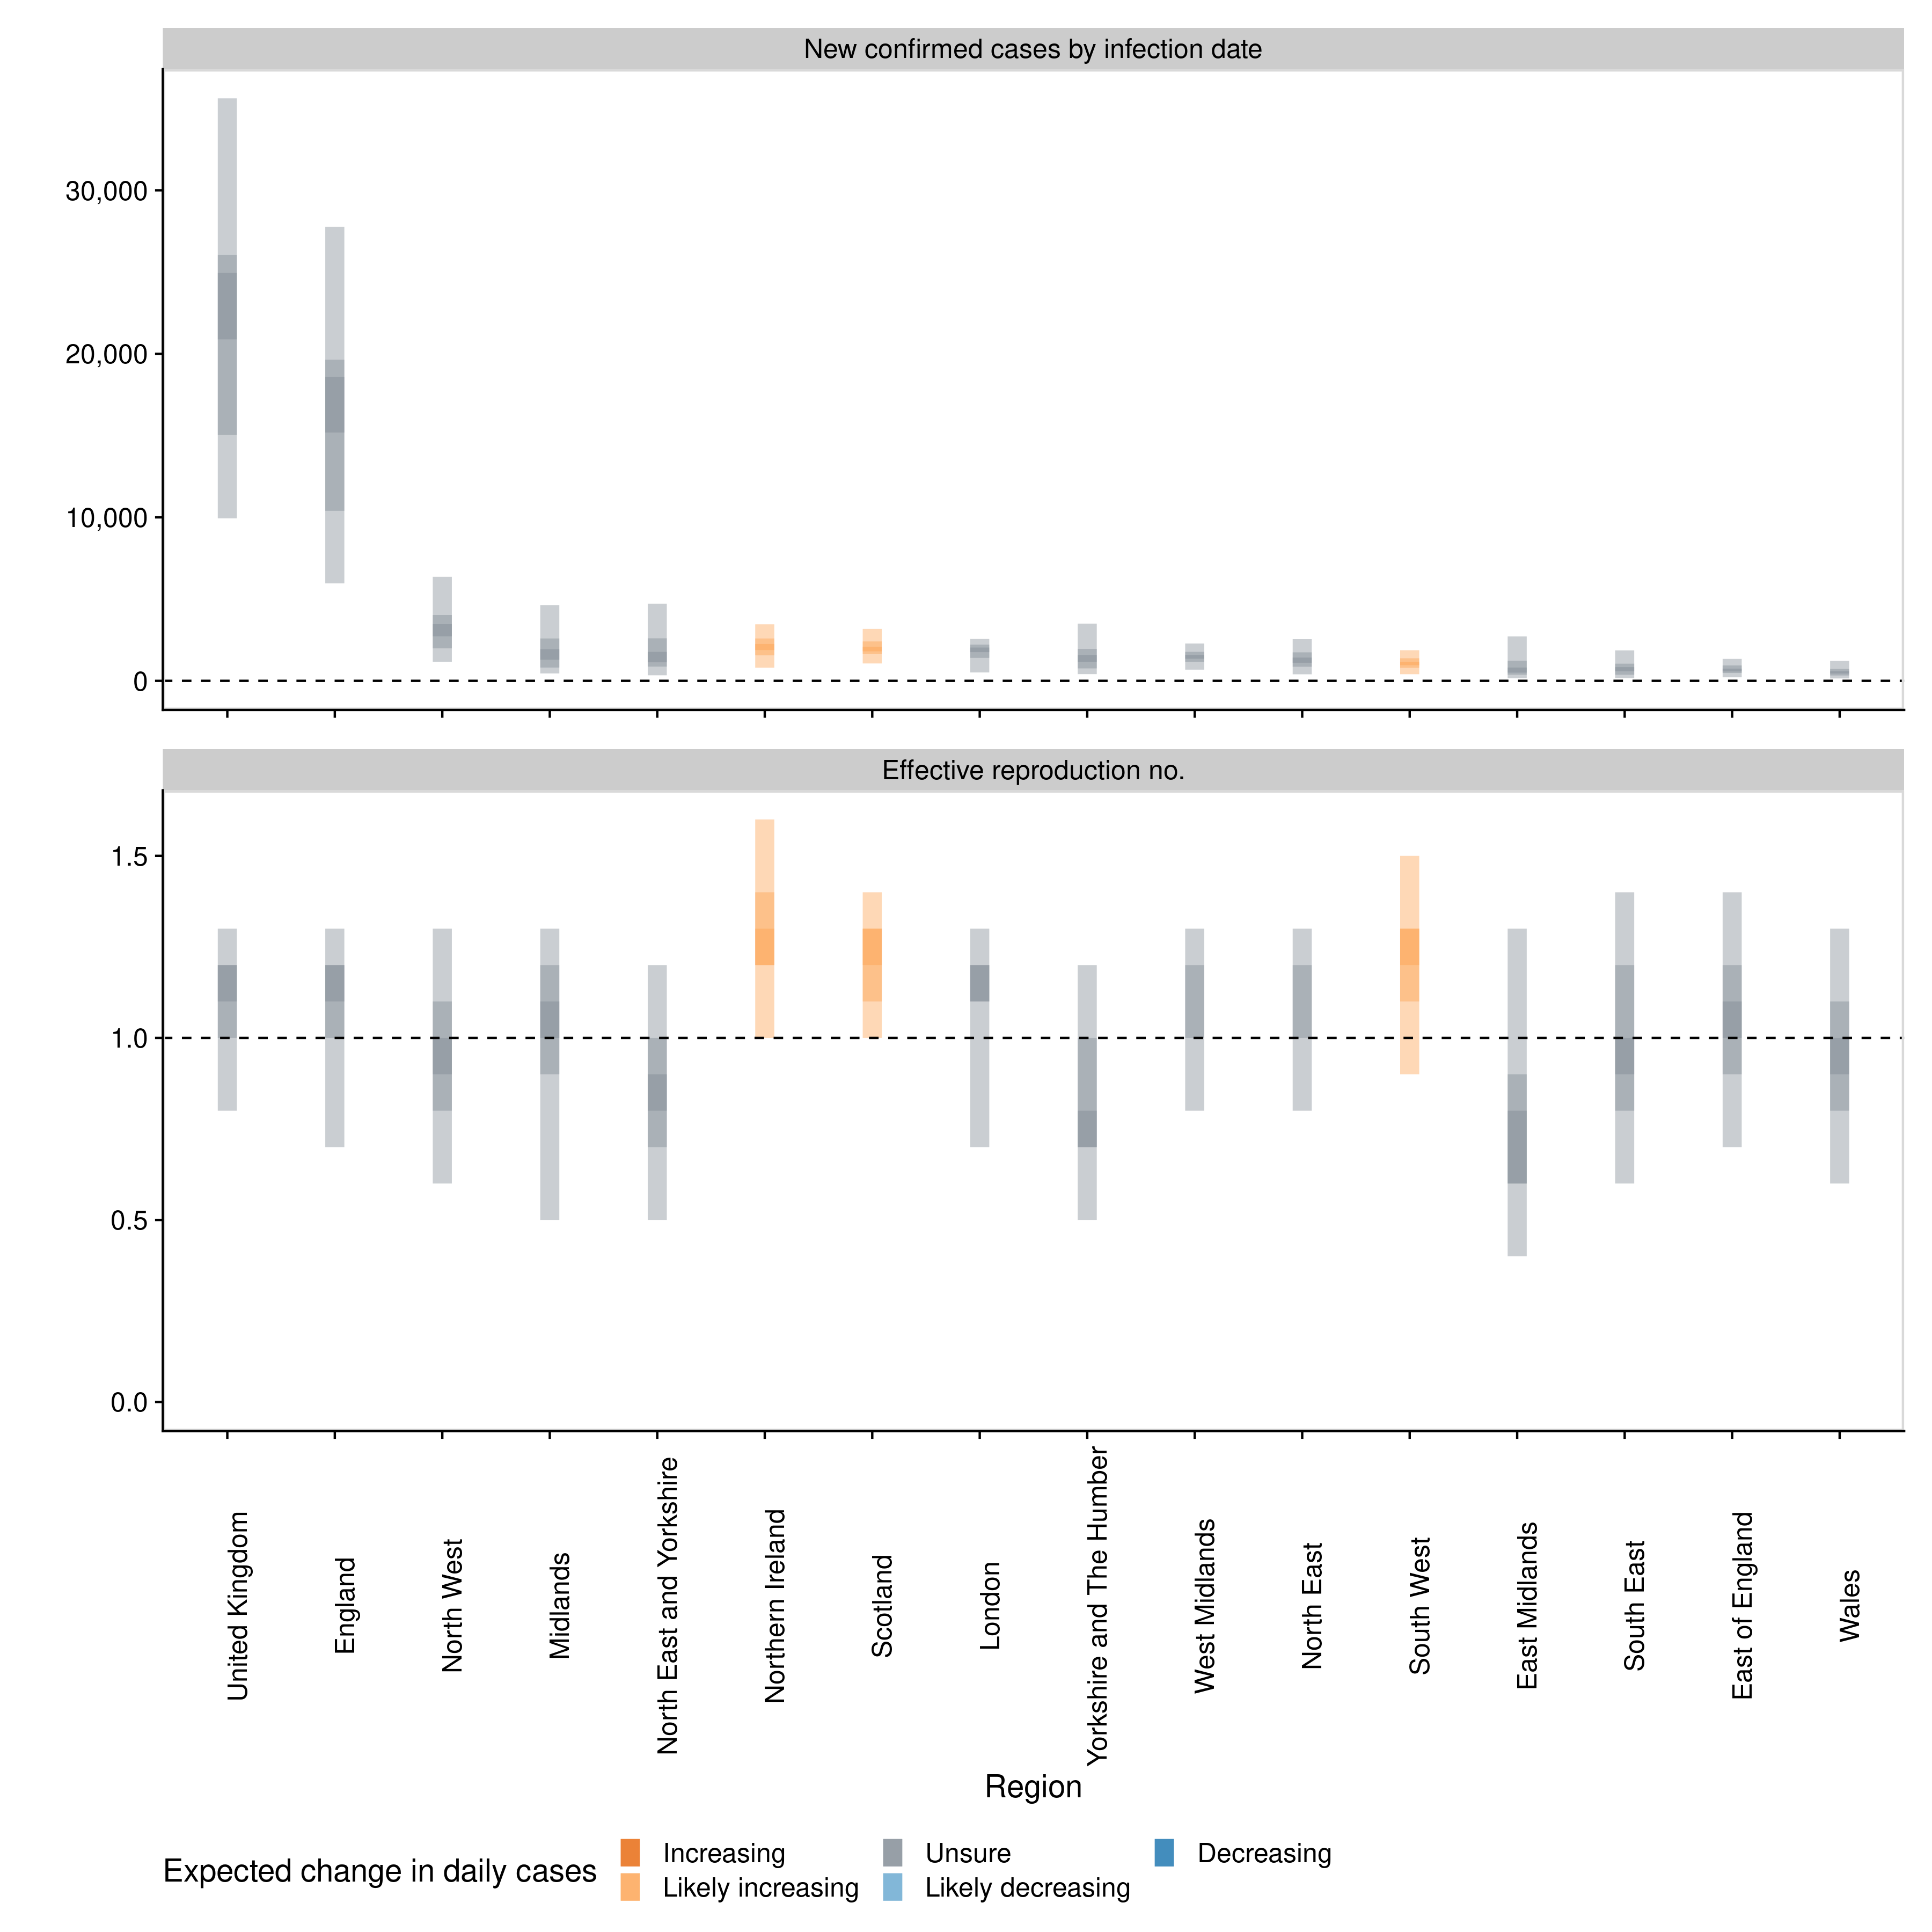 New confirmed cases by infection date
30,000
20,000
10,000
0
Effective reproduction no.
1.5
1.0
0.5
0.0
United Kingdom
England
North West
Midlands
North East and Yorkshire
Northern Ireland
Scotland
London
Yorkshire and The Humber
West Midlands
North East
South West
East Midlands
South East
East of England
Wales
Region
Expected change in daily cases
Increasing
Likely increasing
Unsure
Likely decreasing
Decreasing